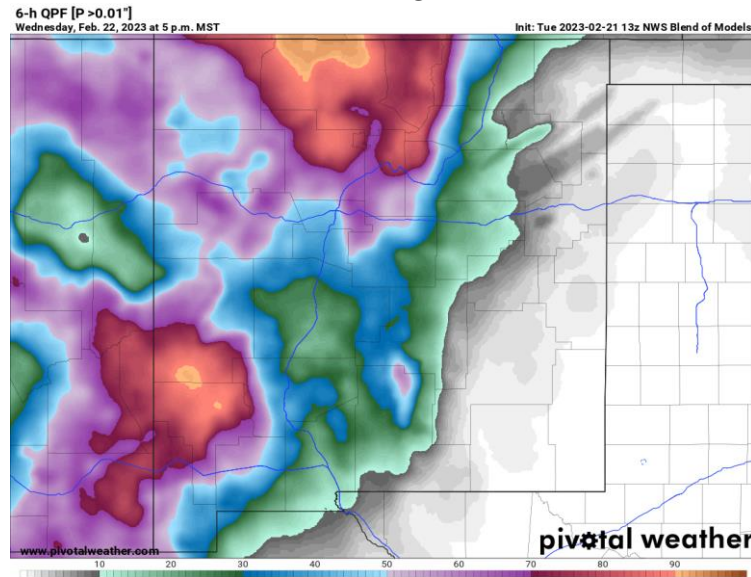 6-h QPF [P >0.01"]
Wednesday, Feb. 22, 2023 at 5 p.m. MST Init: Tue 2023-02-21 13z NWS Blend of Models
www.pivotalweather.com
pivotal weather
10 20 30 40 50 60 70 80 90